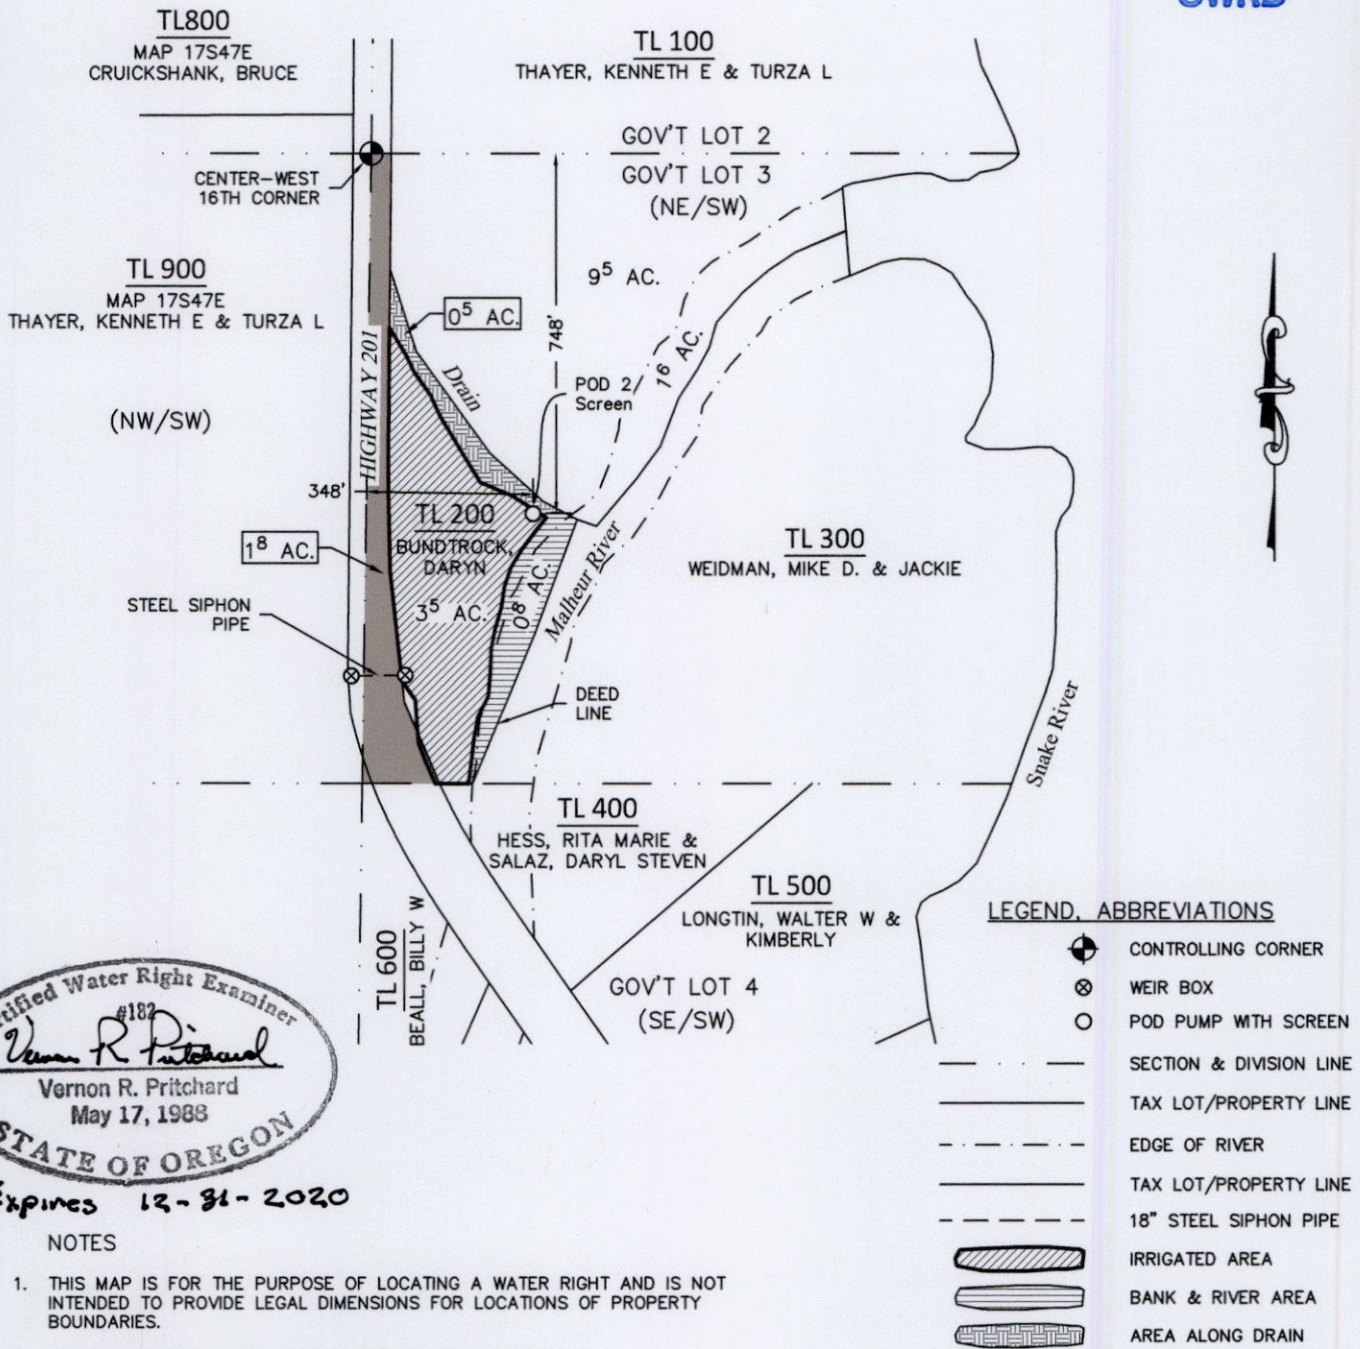 OWRD
TL800
MAP 17S47E
CRUICKSHANK, BRUCE
TL 100
THAYER, KENNETH E & TURZA L
GOV'T LOT 2
CENTER-WEST
16TH CORNER
GOV'T LOT 3
(NE/SW)
TL 900
MAP 17S47E
THAYER, KENNETH E & TURZA L
9⁵ AC.
0⁵ AC.
748'
HIGHWAY 201
Drain
1⁶ AC.
POD 2/
Screen
(NW/SW)
348'
TL 200
BUNDTROCK,
DARYN
1⁸ AC.
TL 300
WEIDMAN, MIKE D. & JACKIE
3⁵ AC.
0⁸ AC.
Malheur River
STEEL SIPHON
PIPE
DEED
LINE
Snake River
TL 400
HESS, RITA MARIE &
SALAZ, DARYL STEVEN
TL 500
LONGTIN, WALTER W &
KIMBERLY
TL 600
BEALL, BILLY W
GOV'T LOT 4
(SE/SW)
LEGEND, ABBREVIATIONS
CONTROLLING CORNER
WEIR BOX
POD PUMP WITH SCREEN
SECTION & DIVISION LINE
TAX LOT/PROPERTY LINE
EDGE OF RIVER
TAX LOT/PROPERTY LINE
18" STEEL SIPHON PIPE
IRRIGATED AREA
BANK & RIVER AREA
AREA ALONG DRAIN
rtified Water Right Examiner
#182
Vernon R. Pritchard
Vernon R. Pritchard
May 17, 1988
STATE OF OREGON
Expires 12-31-2020
NOTES
1. THIS MAP IS FOR THE PURPOSE OF LOCATING A WATER RIGHT AND IS NOT
INTENDED TO PROVIDE LEGAL DIMENSIONS FOR LOCATIONS OF PROPERTY
BOUNDARIES.